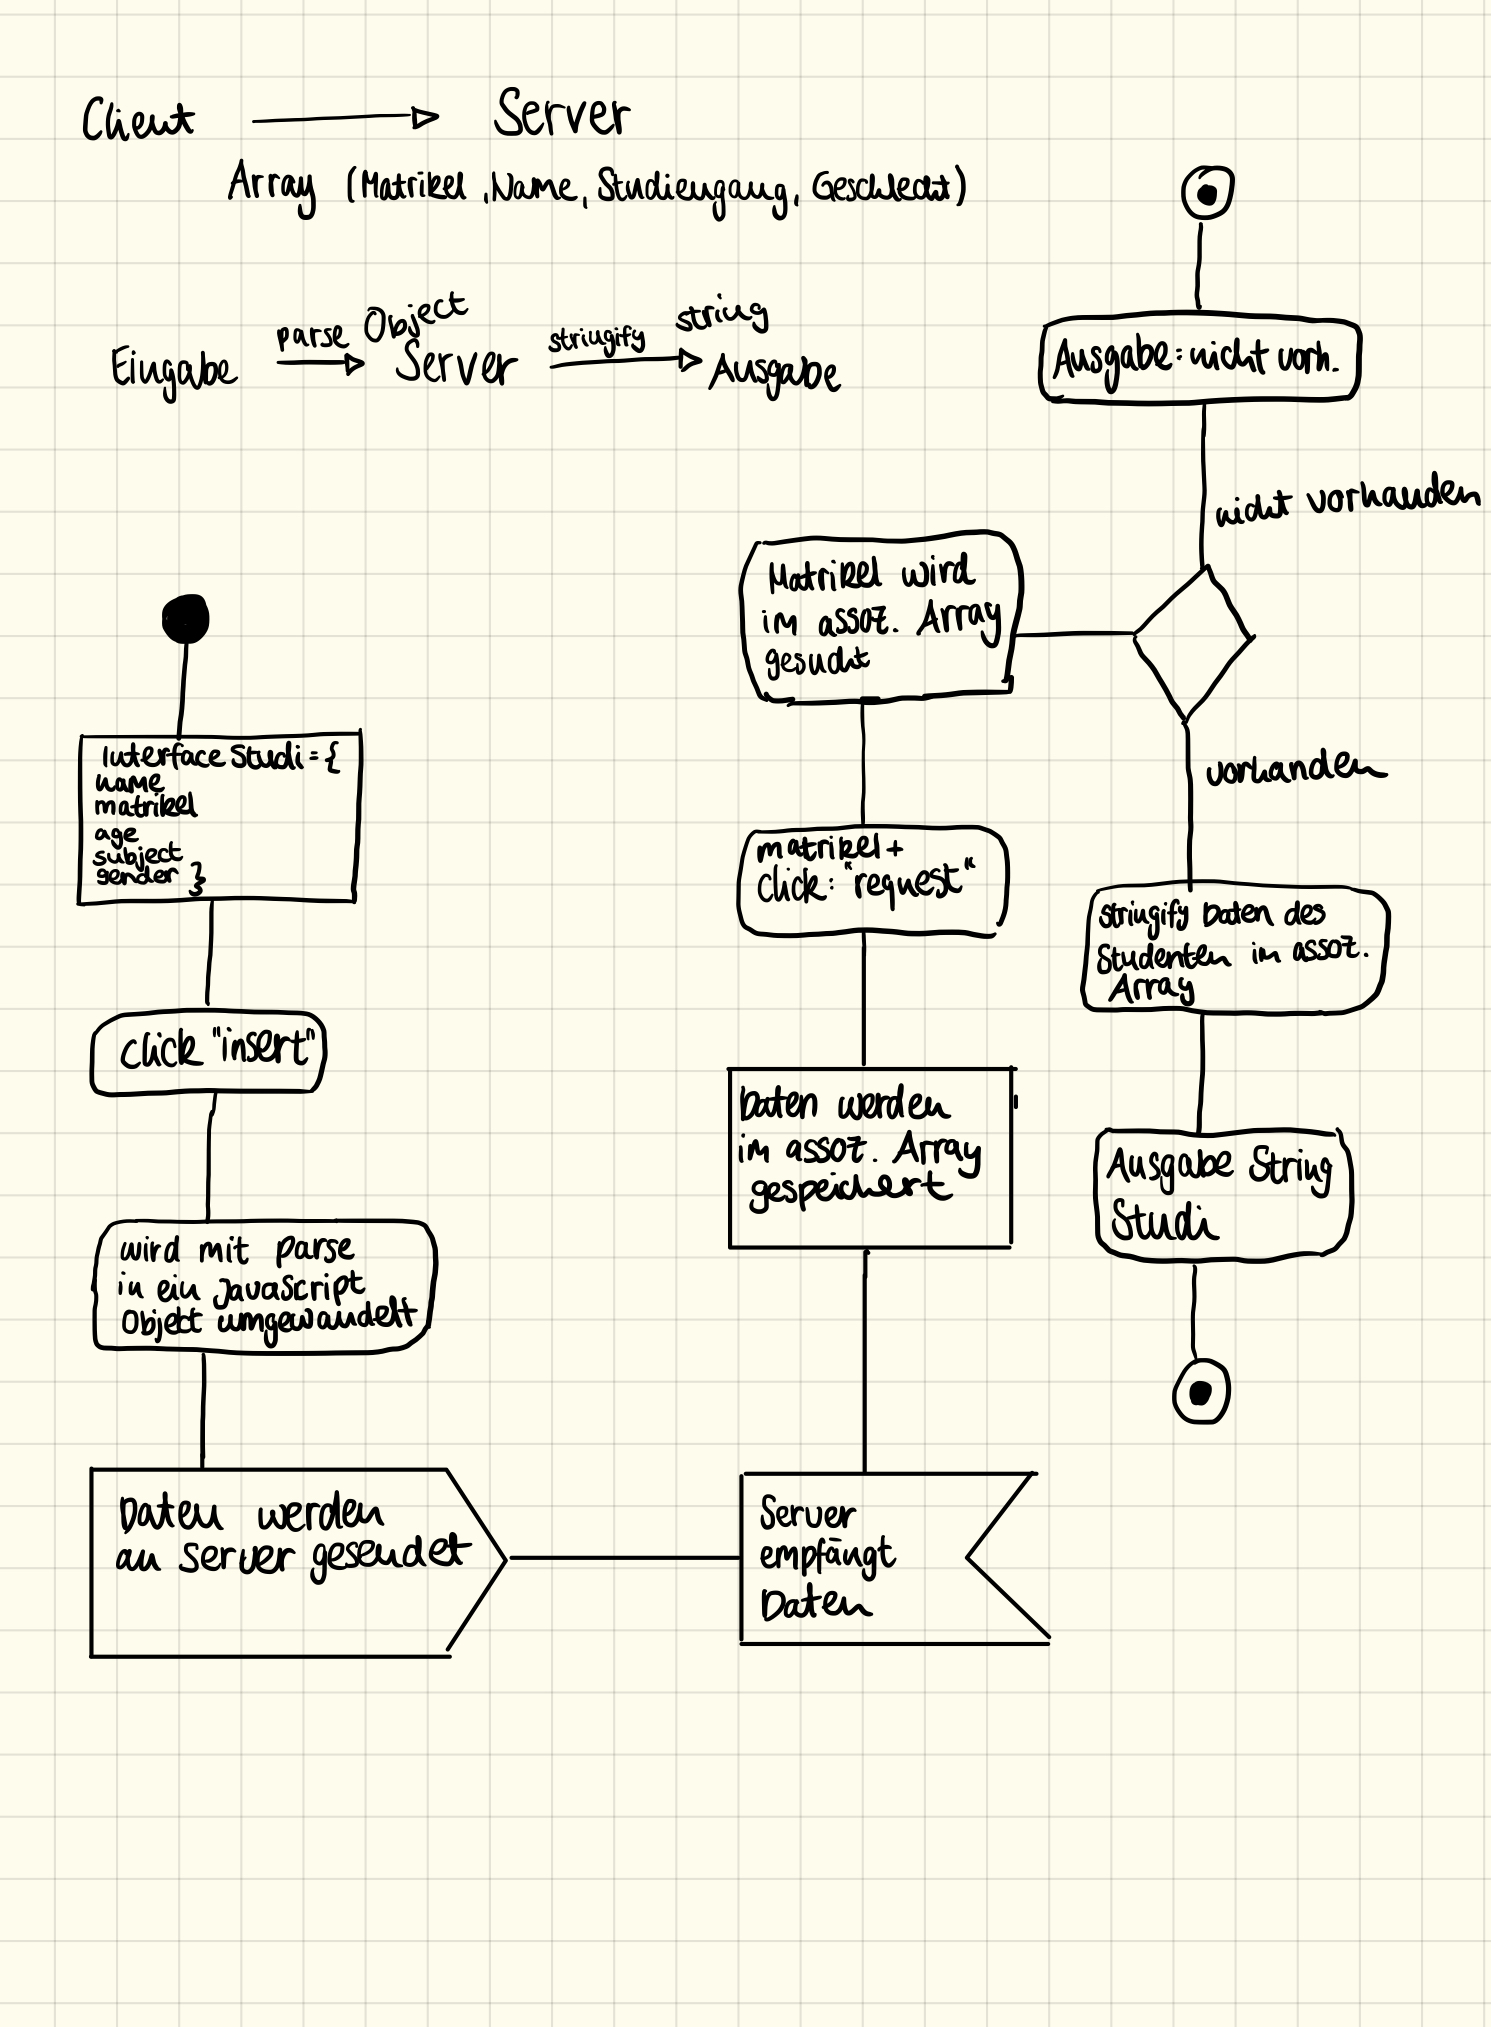 Client Server
Array (Matrikel, Name, Studiengang, Geschlecht)
parse Object stringify string
Eingabe Server Ausgabe
Interface Studi = {
name
matrikel
age
subject
gender }
click "insert"
wird mit parse
in ein JavaScript
Object umgewandelt
Daten werden
an Server gesendet
Server
empfängt
Daten
Daten werden
im assoz. Array
gespeichert
matrikel +
click: "request"
Matrikel wird
im assoz. Array
gesucht
nicht vorhanden
Ausgabe: nicht vorh.
vorhanden
stringify Daten des
Studenten im assoz.
Array
Ausgabe String
Studi